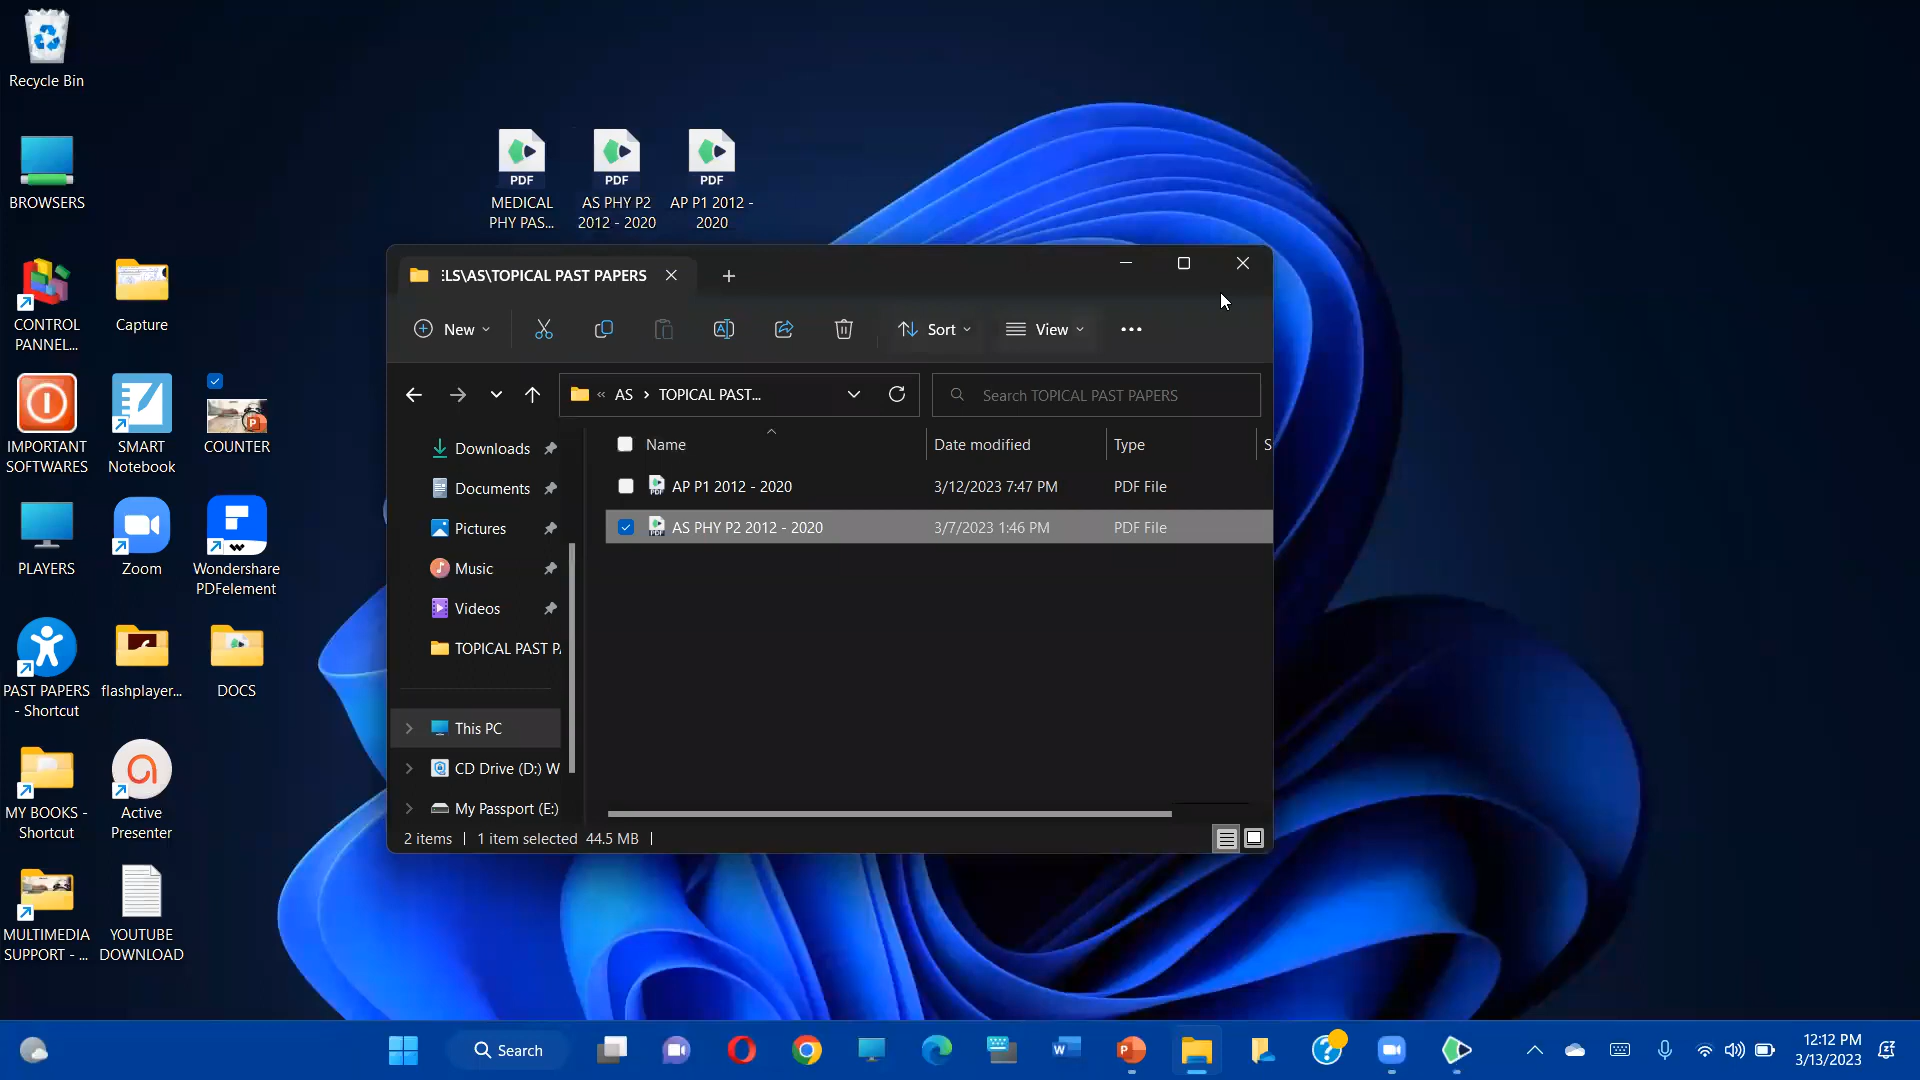 Recycle Bin
BROWSERS
CONTROL
PANNEL...
Capture
IMPORTANT
SOFTWARES
SMART
Notebook
COUNTER
PLAYERS
Zoom
Wondershare
PDFelement
PAST PAPERS
- Shortcut
flashplayer...
DOCS
MY BOOKS -
Shortcut
Active
Presenter
MULTIMEDIA
SUPPORT - ...
YOUTUBE
DOWNLOAD
PDF
MEDICAL
PHY PAS...
PDF
AS PHY P2
2012 - 2020
PDF
AP P1 2012 -
2020
:LS\AS\TOPICAL PAST PAPERS
New
Sort
View
« AS > TOPICAL PAST...
Search TOPICAL PAST PAPERS
Downloads
Documents
Pictures
Music
Videos
TOPICAL PAST P
This PC
CD Drive (D:) W
My Passport (E:)
Name Date modified Type S
AP P1 2012 - 2020 3/12/2023 7:47 PM PDF File
AS PHY P2 2012 - 2020 3/7/2023 1:46 PM PDF File
2 items 1 item selected 44.5 MB
Search
12:12 PM
3/13/2023